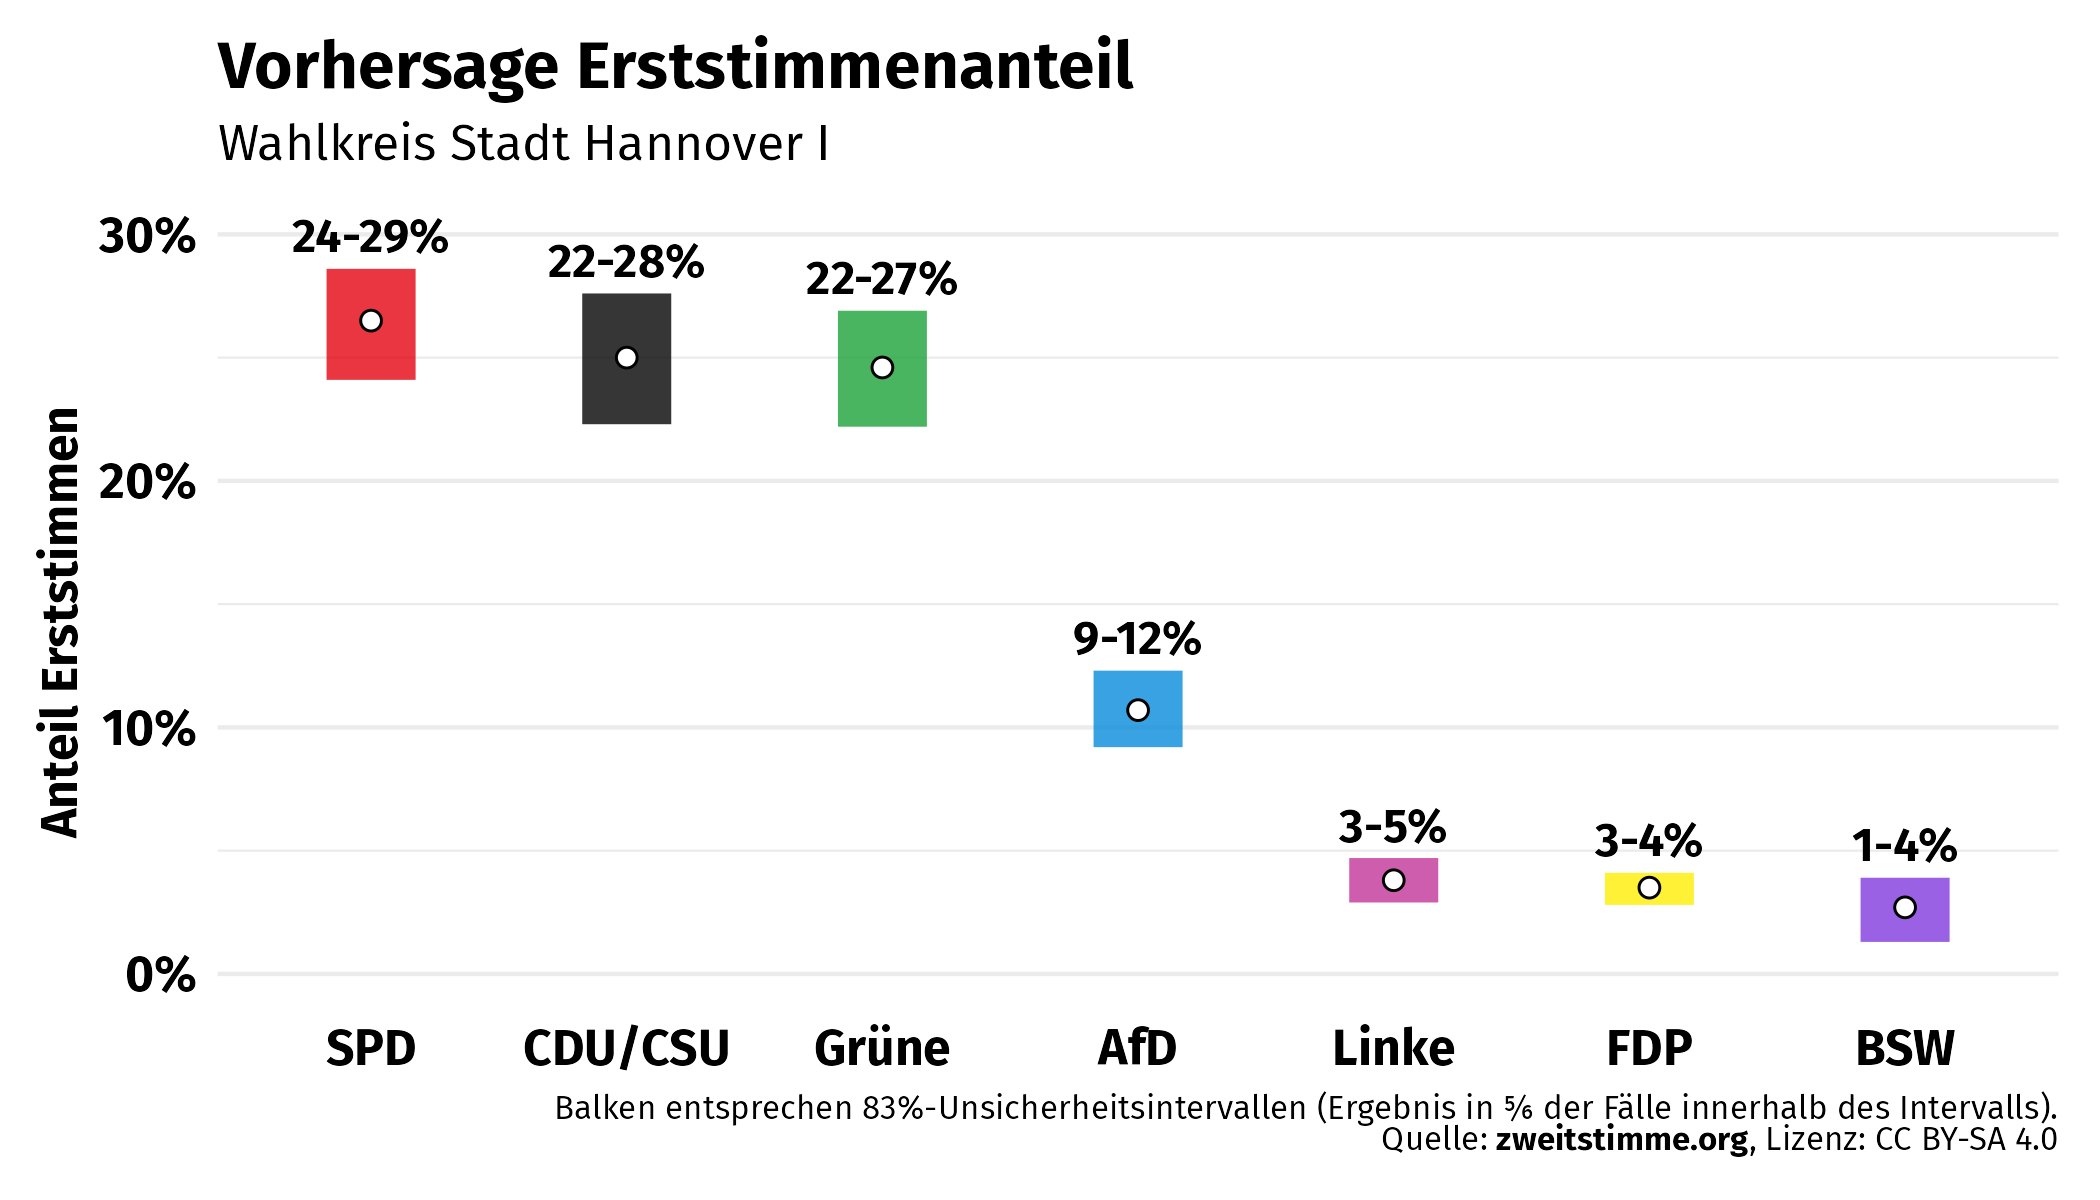 Vorhersage Erststimmenanteil
Wahlkreis Stadt Hannover I
Anteil Erststimmen
30%
20%
10%
0%
24-29%
22-28%
22-27%
9-12%
3-5%
3-4%
1-4%
SPD CDU/CSU Grüne AfD Linke FDP BSW
Balken entsprechen 83%-Unsicherheitsintervallen (Ergebnis in ⅚ der Fälle innerhalb des Intervalls).
Quelle: zweitstimme.org, Lizenz: CC BY-SA 4.0